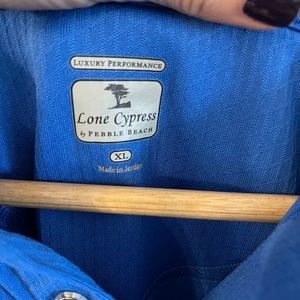 LUXURY PERFORMANCE
Lone Cypress
by PEBBLE BEACH
XL
Made in Jordan